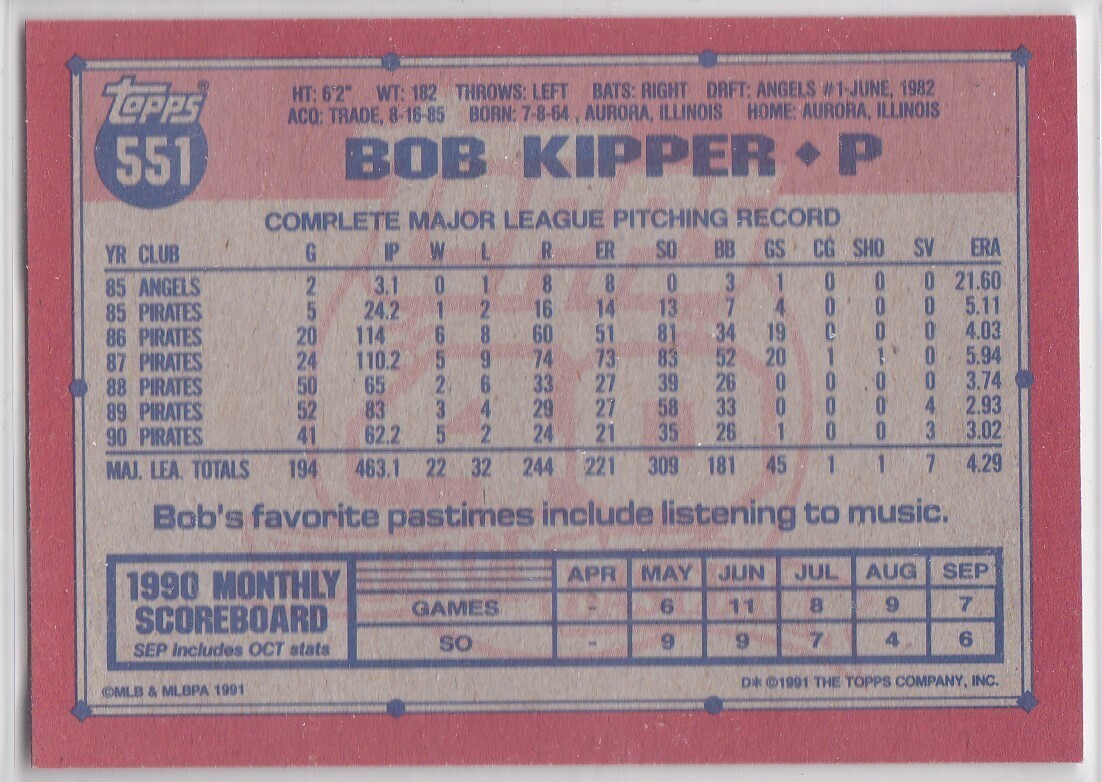 Topps®
551
HT: 6'2" WT: 182 THROWS: LEFT BATS: RIGHT DRFT: ANGELS #1-JUNE, 1982
ACQ: TRADE, 8-16-85 BORN: 7-8-64 , AURORA, ILLINOIS HOME: AURORA, ILLINOIS
BOB KIPPER ◆ P
COMPLETE MAJOR LEAGUE PITCHING RECORD
YR CLUB G IP W L R ER SO BB GS CG SHO SV ERA
85 ANGELS 2 3.1 0 1 8 8 0 3 1 0 0 0 21.60
85 PIRATES 5 24.2 1 2 16 14 13 7 4 0 0 0 5.11
86 PIRATES 20 114 6 8 60 51 81 34 19 0 0 0 4.03
87 PIRATES 24 110.2 5 9 74 73 83 52 20 1 1 0 5.94
88 PIRATES 50 65 2 6 33 27 39 26 0 0 0 0 3.74
89 PIRATES 52 83 3 4 29 27 58 33 0 0 0 4 2.93
90 PIRATES 41 62.2 5 2 24 21 35 26 1 0 0 3 3.02
MAJ. LEA. TOTALS 194 463.1 22 32 244 221 309 181 45 1 1 7 4.29
Bob's favorite pastimes include listening to music.
1990 MONTHLY
SCOREBOARD
SEP includes OCT stats
APR MAY JUN JUL AUG SEP
GAMES - 6 11 8 9 7
SO - 9 9 7 4 6
©MLB & MLBPA 1991
D* ©1991 THE TOPPS COMPANY, INC.